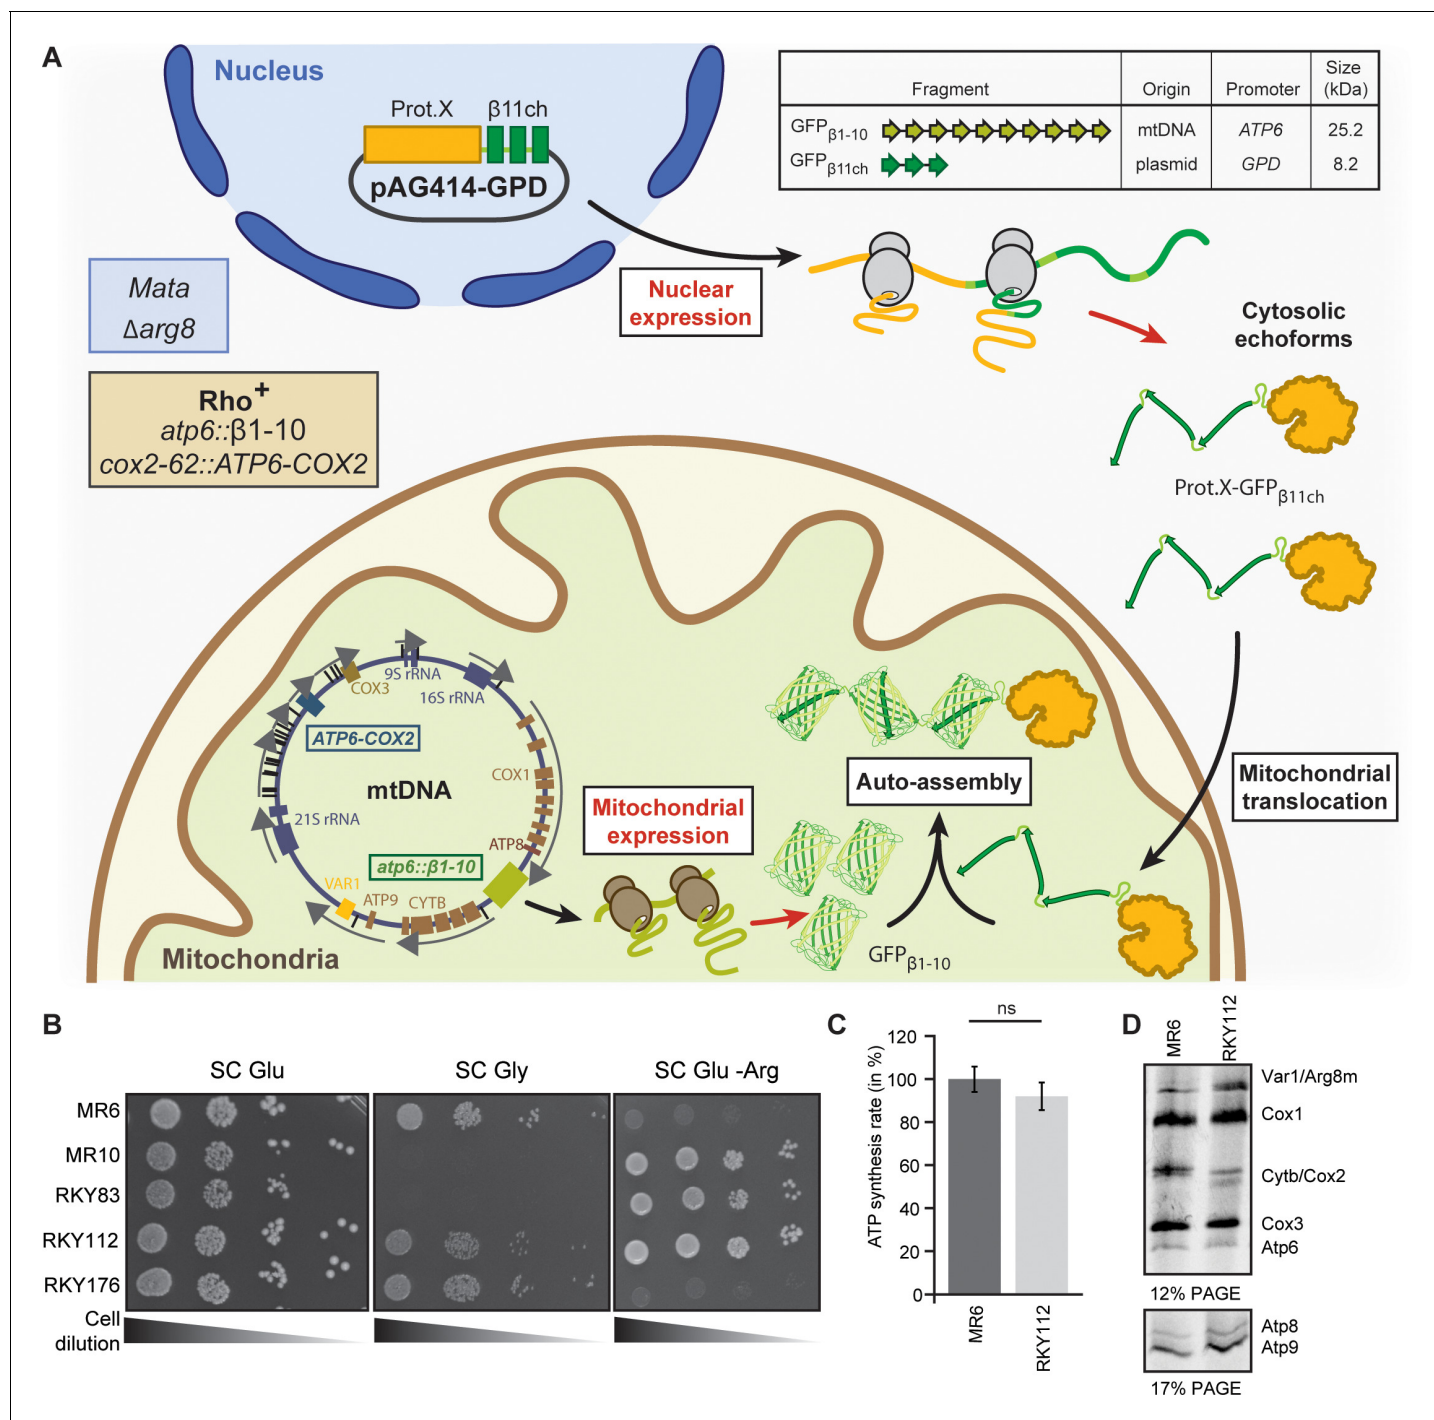 A
Nucleus
Prot.X β11ch
pAG414-GPD
Fragment Origin Promoter Size (kDa)
GFPβ1-10 mtDNA ATP6 25.2
GFPβ11ch plasmid GPD 8.2
Nuclear
expression
Mata
Δarg8
Rho+
atp6::β1-10
cox2-62::ATP6-COX2
Cytosolic
echoforms
Prot.X-GFPβ11ch
9S rRNA
COX3
16S rRNA
ATP6-COX2
COX1
mtDNA
21S rRNA
ATP8
atp6::β1-10
VAR1
ATP9
CYTB
Mitochondria
Mitochondrial
expression
Auto-assembly
Mitochondrial
translocation
GFPβ1-10
B
SC Glu SC Gly SC Glu -Arg
MR6
MR10
RKY83
RKY112
RKY176
Cell
dilution
C
ns
ATP synthesis rate (in %)
120
100
80
60
40
20
0
MR6
RKY112
D
MR6
RKY112
Var1/Arg8m
Cox1
Cytb/Cox2
Cox3
Atp6
12% PAGE
Atp8
Atp9
17% PAGE